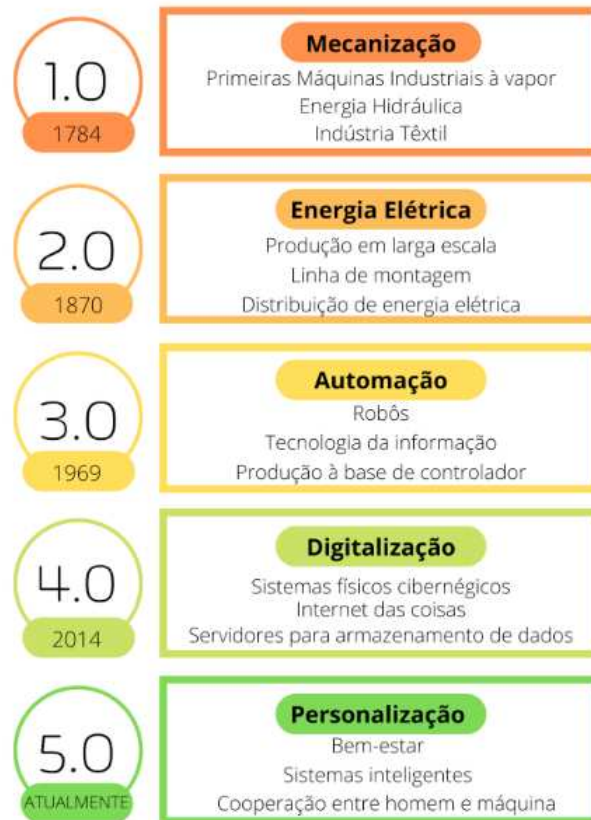 1.0
1784
Mecanização
Primeiras Máquinas Industriais à vapor
Energia Hidráulica
Indústria Têxtil
2.0
1870
Energia Elétrica
Produção em larga escala
Linha de montagem
Distribuição de energia elétrica
3.0
1969
Automação
Robôs
Tecnologia da informação
Produção à base de controlador
4.0
2014
Digitalização
Sistemas físicos cibernégicos
Internet das coisas
Servidores para armazenamento de dados
5.0
ATUALMENTE
Personalização
Bem-estar
Sistemas inteligentes
Cooperação entre homem e máquina